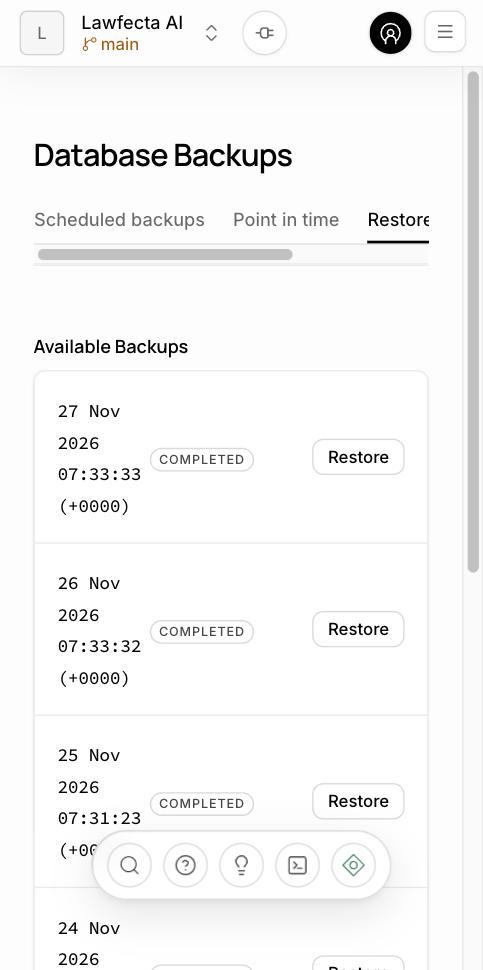 L
Lawfecta AI
main
Database Backups
Scheduled backups
Point in time
Restore
Available Backups
27 Nov
2026
07:33:33
(+0000)
COMPLETED
Restore
26 Nov
2026
07:33:32
(+0000)
COMPLETED
Restore
25 Nov
2026
07:31:23
(+00
COMPLETED
Restore
24 Nov
2026